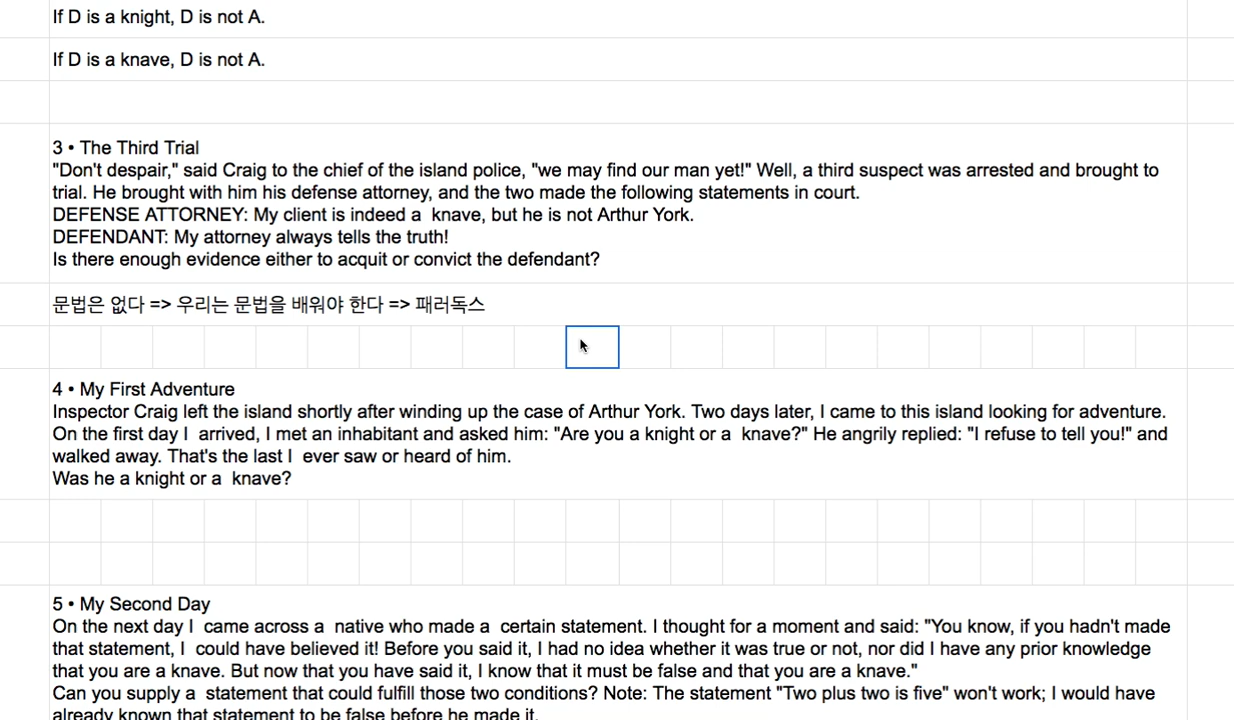 If D is a knight, D is not A.
If D is a knave, D is not A.
3 • The Third Trial
"Don't despair," said Craig to the chief of the island police, "we may find our man yet!" Well, a third suspect was arrested and brought to
trial. He brought with him his defense attorney, and the two made the following statements in court.
DEFENSE ATTORNEY: My client is indeed a  knave, but he is not Arthur York.
DEFENDANT: My attorney always tells the truth!
Is there enough evidence either to acquit or convict the defendant?
문법은 없다 => 우리는 문법을 배워야 한다 => 패러독스
4 • My First Adventure
Inspector Craig left the island shortly after winding up the case of Arthur York. Two days later, I came to this island looking for adventure.
On the first day I  arrived, I met an inhabitant and asked him: "Are you a knight or a  knave?" He angrily replied: "I refuse to tell you!" and
walked away. That's the last I  ever saw or heard of him.
Was he a knight or a  knave?
5 • My Second Day
On the next day I  came across a  native who made a  certain statement. I thought for a moment and said: "You know, if you hadn't made
that statement, I  could have believed it! Before you said it, I had no idea whether it was true or not, nor did I have any prior knowledge
that you are a knave. But now that you have said it, I know that it must be false and that you are a knave."
Can you supply a  statement that could fulfill those two conditions? Note: The statement "Two plus two is five" won't work; I would have
already known that statement to be false before he made it.